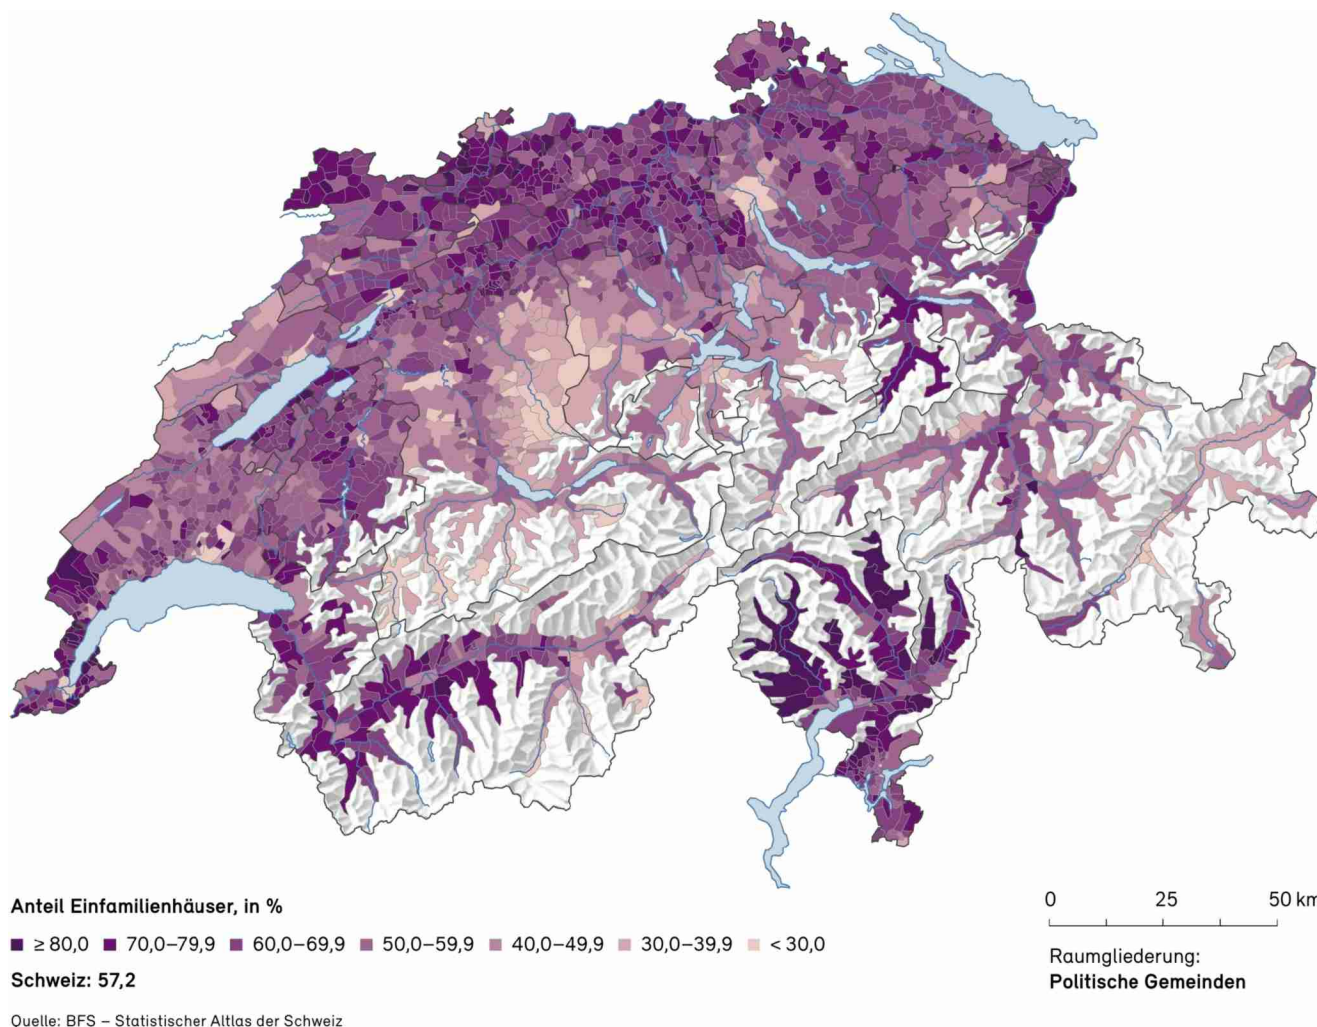 Anteil Einfamilienhäuser, in %
≥ 80,0 70,0–79,9 60,0–69,9 50,0–59,9 40,0–49,9 30,0–39,9 < 30,0
Schweiz: 57,2
Quelle: BFS – Statistischer Altlas der Schweiz
0 25 50 km
Raumgliederung:
Politische Gemeinden